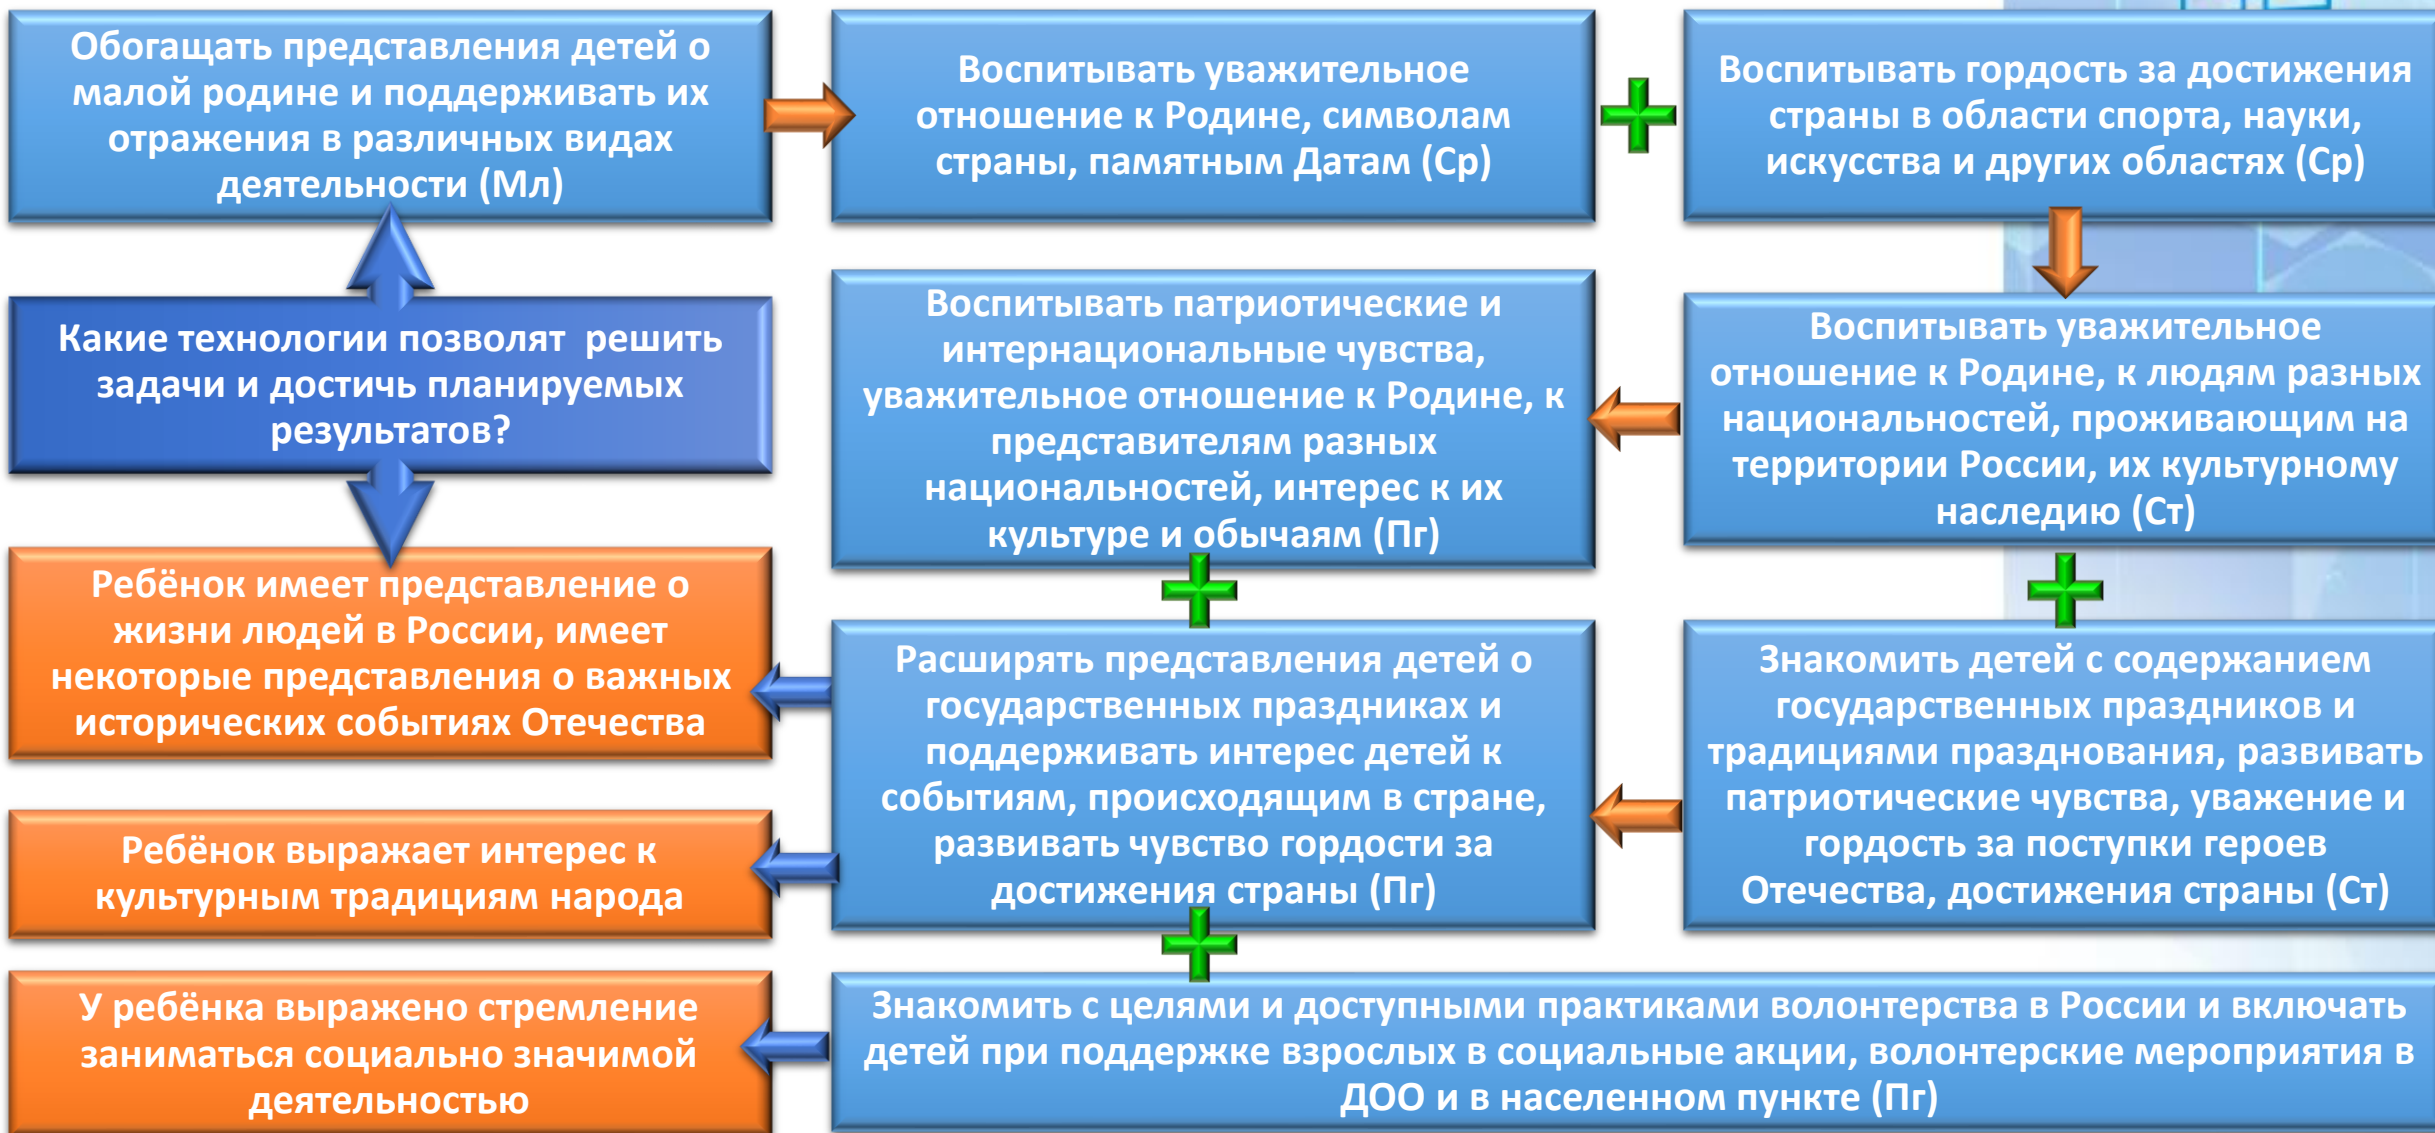 Обогащать представления детей о
малой родине и поддерживать их
отражения в различных видах
деятельности (Мл)
Воспитывать уважительное
отношение к Родине, символам
страны, памятным Датам (Ср)
Воспитывать гордость за достижения
страны в области спорта, науки,
искусства и других областях (Ср)
Какие технологии позволят решить
задачи и достичь планируемых
результатов?
Воспитывать патриотические и
интернациональные чувства,
уважительное отношение к Родине, к
представителям разных
национальностей, интерес к их
культуре и обычаям (Пг)
Воспитывать уважительное
отношение к Родине, к людям разных
национальностей, проживающим на
территории России, их культурному
наследию (Ст)
Ребёнок имеет представление о
жизни людей в России, имеет
некоторые представления о важных
исторических событиях Отечества
Расширять представления детей о
государственных праздниках и
поддерживать интерес детей к
событиям, происходящим в стране,
развивать чувство гордости за
достижения страны (Пг)
Знакомить детей с содержанием
государственных праздников и
традициями празднования, развивать
патриотические чувства, уважение и
гордость за поступки героев
Отечества, достижения страны (Ст)
Ребёнок выражает интерес к
культурным традициям народа
У ребёнка выражено стремление
заниматься социально значимой
деятельностью
Знакомить с целями и доступными практиками волонтерства в России и включать
детей при поддержке взрослых в социальные акции, волонтерские мероприятия в
ДОО и в населенном пункте (Пг)